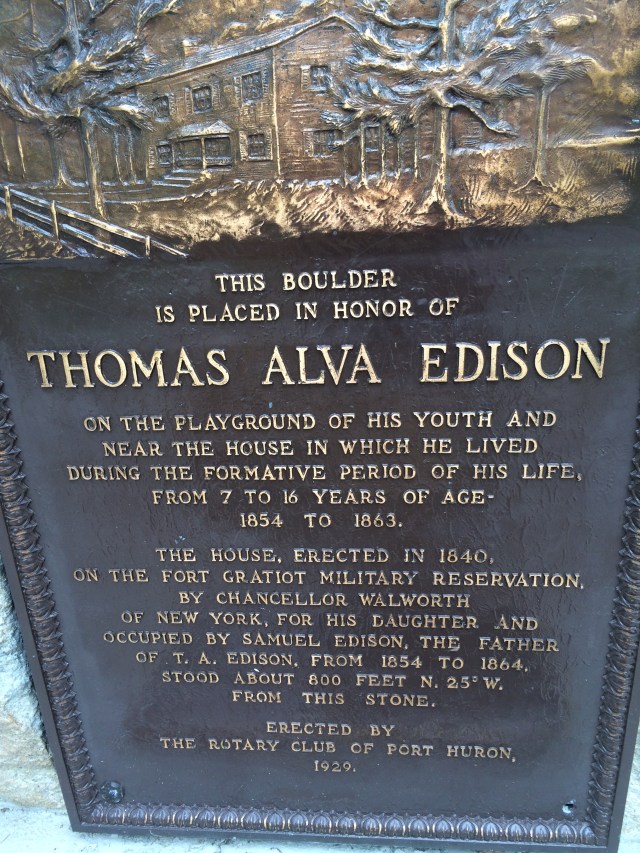 THIS BOULDER
IS PLACED IN HONOR OF
THOMAS ALVA EDISON
ON THE PLAYGROUND OF HIS YOUTH AND
NEAR THE HOUSE IN WHICH HE LIVED
DURING THE FORMATIVE PERIOD OF HIS LIFE,
FROM 7 TO 16 YEARS OF AGE-
1854 TO 1863.
THE HOUSE, ERECTED IN 1840,
ON THE FORT GRATIOT MILITARY RESERVATION,
BY CHANCELLOR WALWORTH
OF NEW YORK, FOR HIS DAUGHTER AND
OCCUPIED BY SAMUEL EDISON, THE FATHER
OF T. A. EDISON, FROM 1854 TO 1864,
STOOD ABOUT 800 FEET N. 25° W.
FROM THIS STONE.
ERECTED BY
THE ROTARY CLUB OF PORT HURON,
1929.